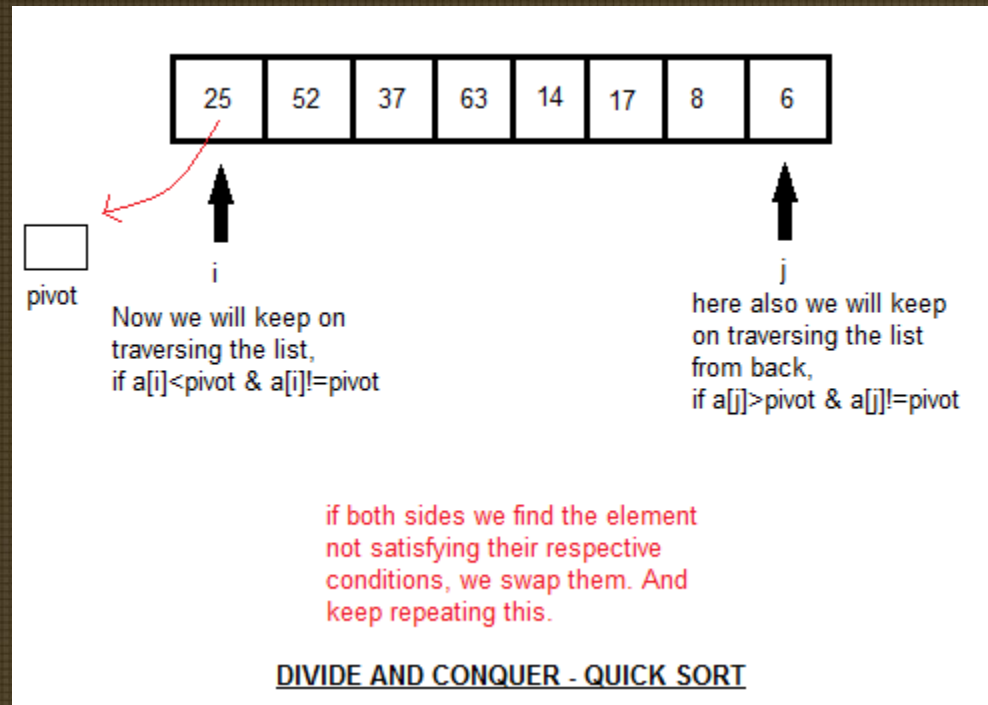 25 52 37 63 14 17 8 6
pivot
i
Now we will keep on
traversing the list,
if a[i]<pivot & a[i]!=pivot
j
here also we will keep
on traversing the list
from back,
if a[j]>pivot & a[j]!=pivot
if both sides we find the element
not satisfying their respective
conditions, we swap them. And
keep repeating this.
DIVIDE AND CONQUER - QUICK SORT